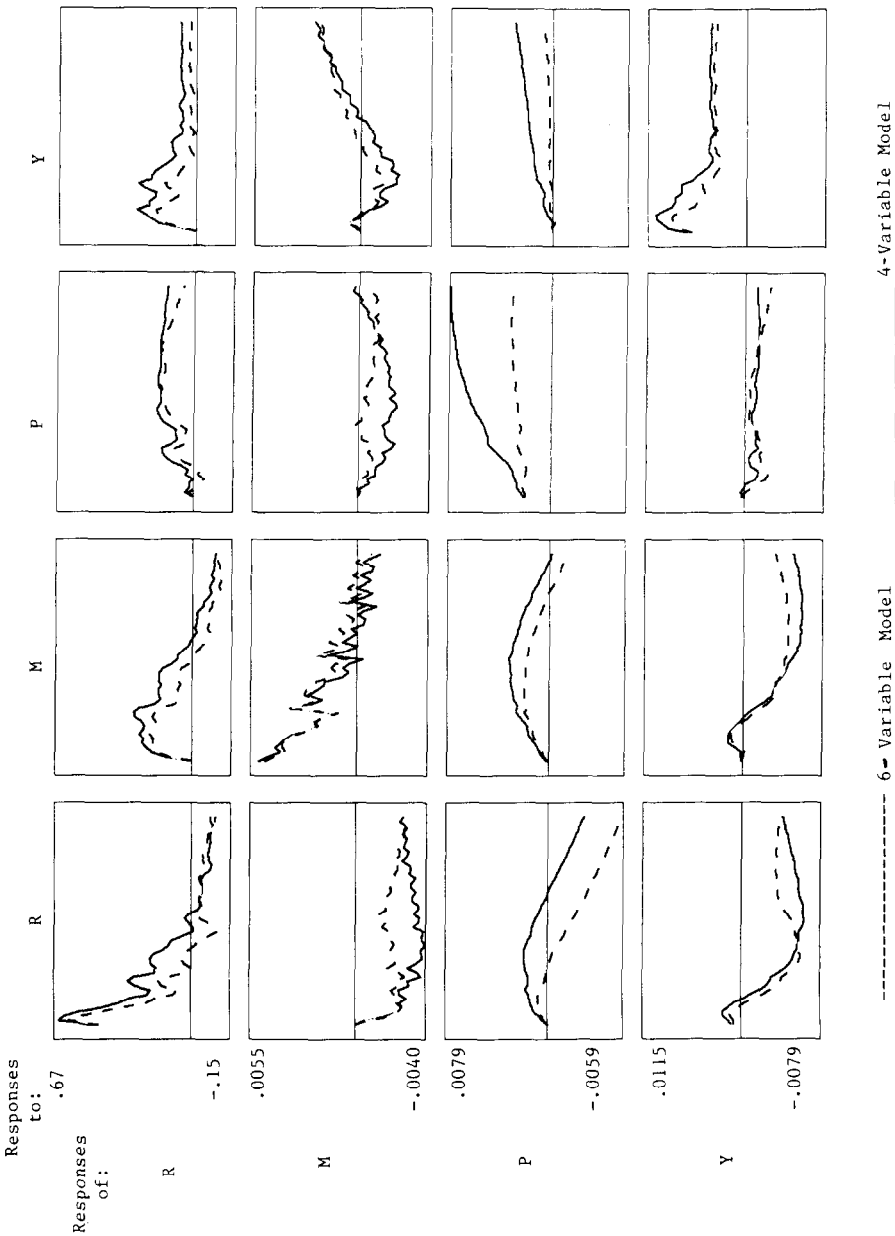 Responses
to:
R
M
P
Y
Responses
of:
R
.67
-.15
M
.0055
-.0040
P
.0079
-.0059
Y
.0115
-.0079
6- Variable Model
4-Variable Model